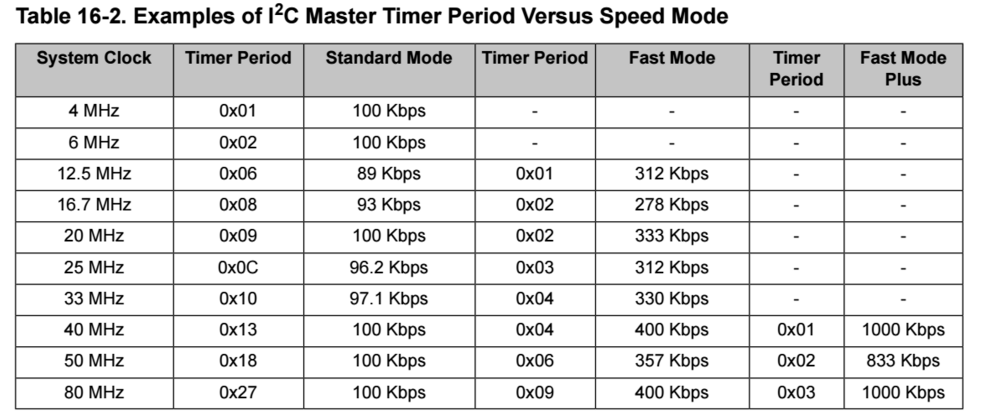 Table 16-2. Examples of I²C Master Timer Period Versus Speed Mode
System Clock Timer Period Standard Mode Timer Period Fast Mode Timer Period Fast Mode Plus
4 MHz 0x01 100 Kbps - - - -
6 MHz 0x02 100 Kbps - - - -
12.5 MHz 0x06 89 Kbps 0x01 312 Kbps - -
16.7 MHz 0x08 93 Kbps 0x02 278 Kbps - -
20 MHz 0x09 100 Kbps 0x02 333 Kbps - -
25 MHz 0x0C 96.2 Kbps 0x03 312 Kbps - -
33 MHz 0x10 97.1 Kbps 0x04 330 Kbps - -
40 MHz 0x13 100 Kbps 0x04 400 Kbps 0x01 1000 Kbps
50 MHz 0x18 100 Kbps 0x06 357 Kbps 0x02 833 Kbps
80 MHz 0x27 100 Kbps 0x09 400 Kbps 0x03 1000 Kbps